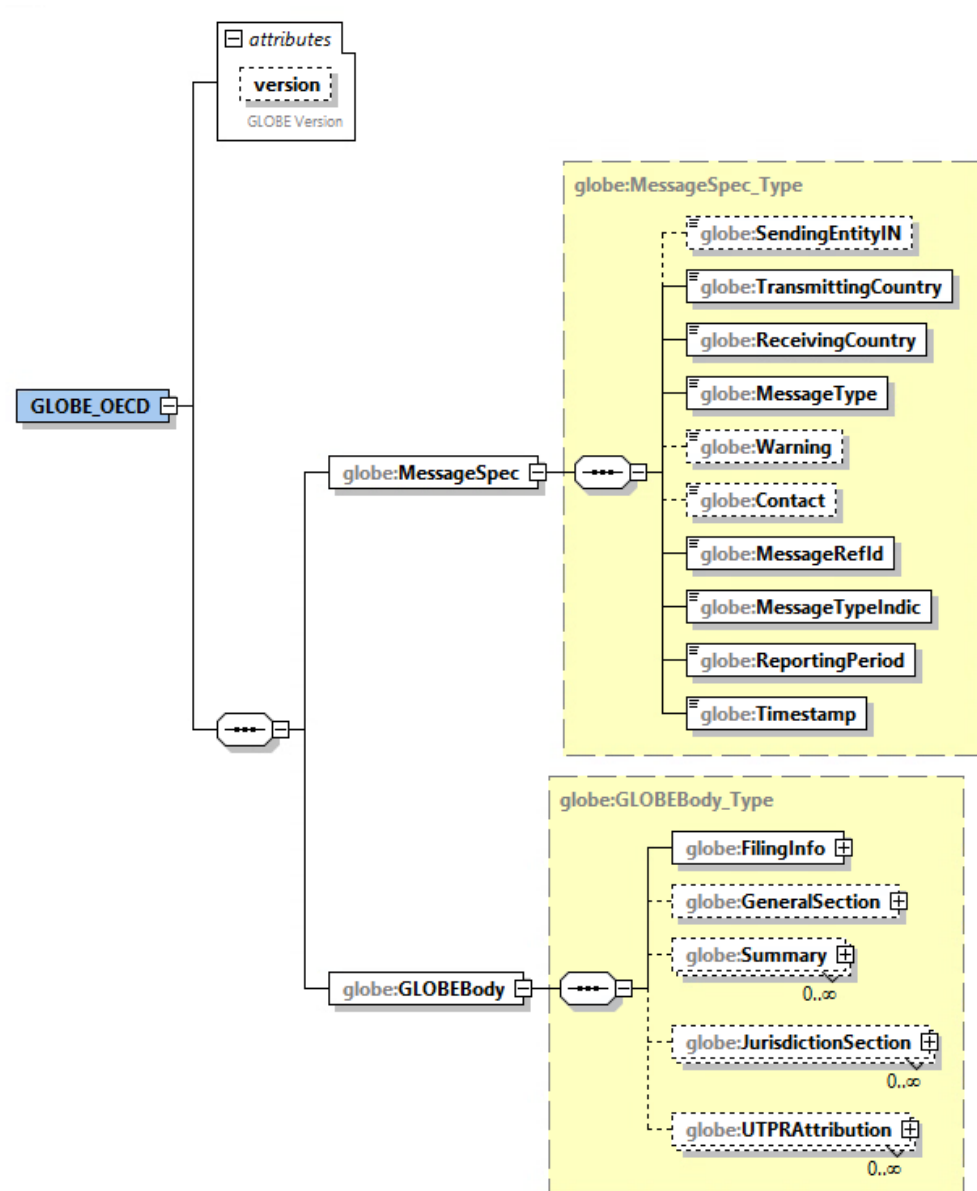 attributes
version
GLOBE Version
globe:MessageSpec_Type
globe:SendingEntityIN
globe:TransmittingCountry
globe:ReceivingCountry
globe:MessageType
GLOBE_OECD
globe:MessageSpec
globe:Warning
globe:Contact
globe:MessageRefId
globe:MessageTypeIndic
globe:ReportingPeriod
globe:Timestamp
globe:GLOBEBody_Type
globe:FilingInfo
globe:GeneralSection
globe:Summary
0..∞
globe:GLOBEBody
globe:JurisdictionSection
0..∞
globe:UTPRAttribution
0..∞